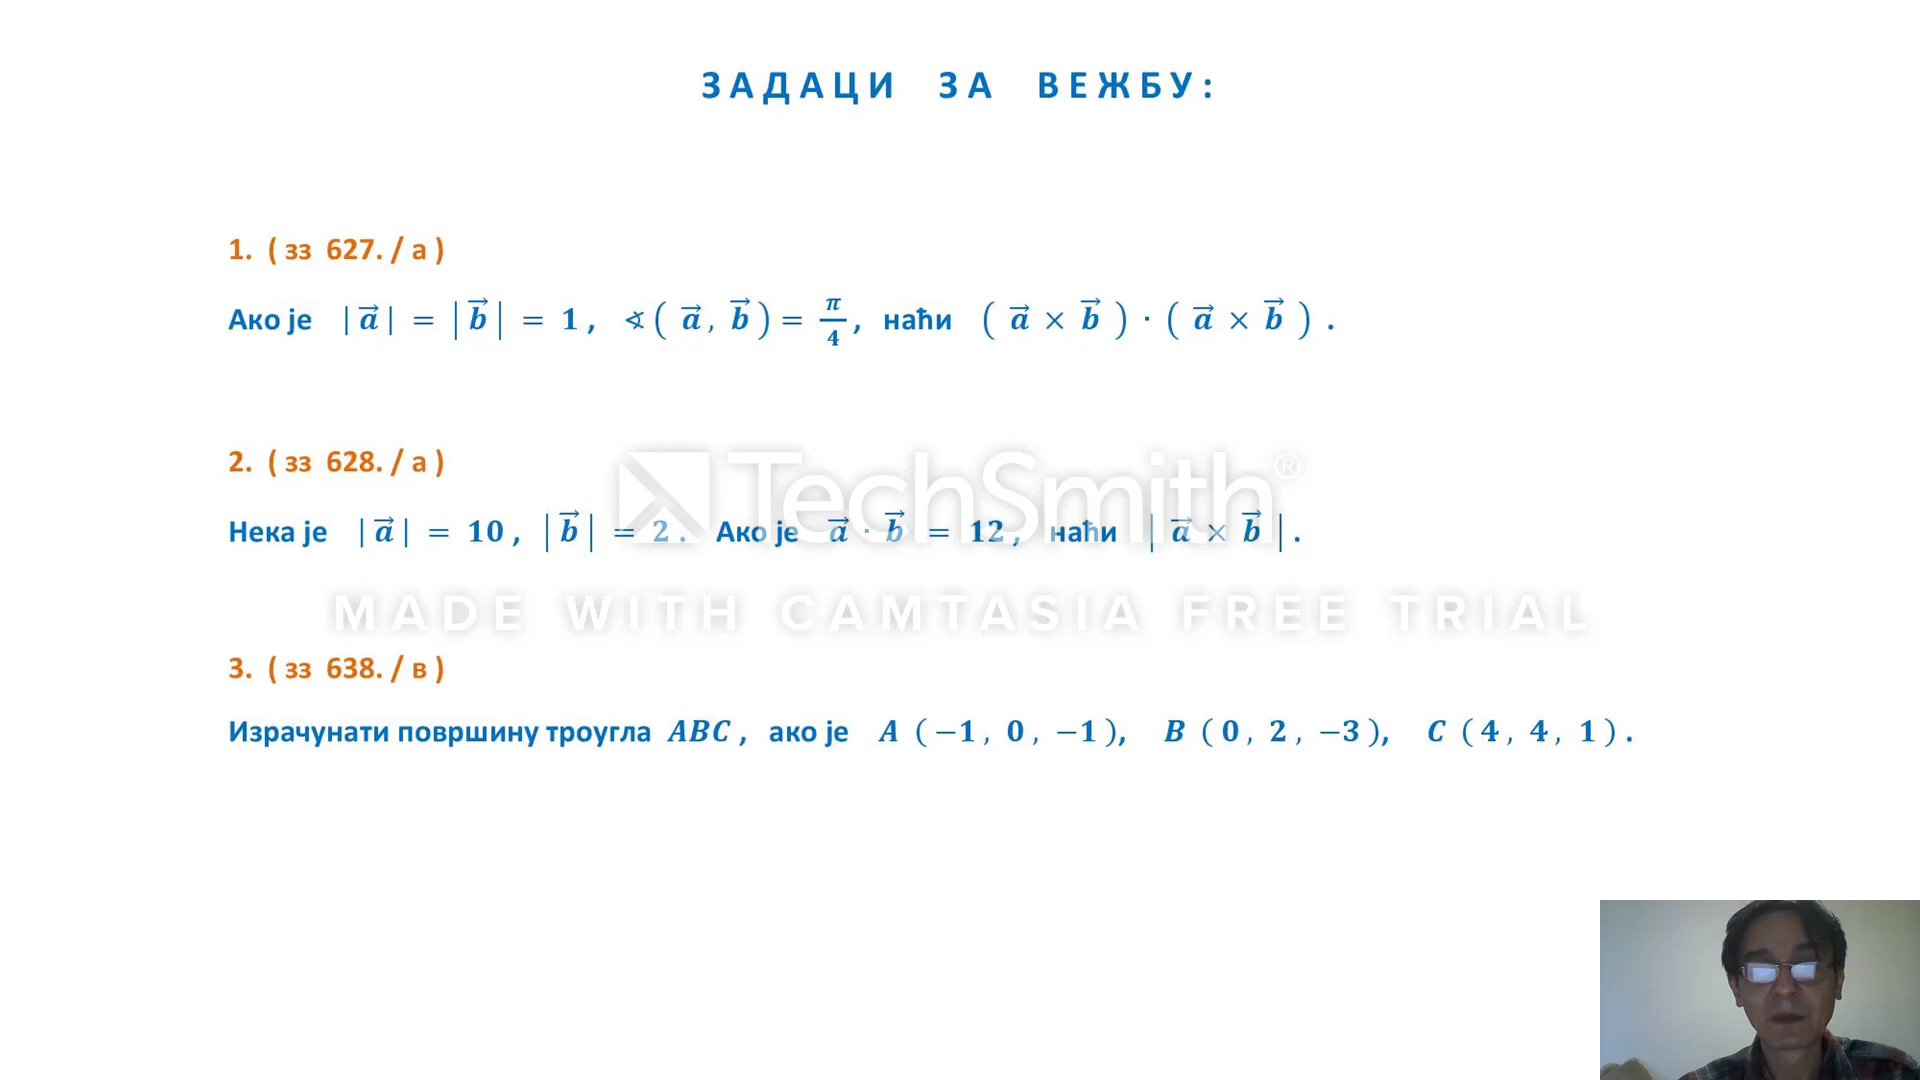 ЗАДАЦИ ЗА ВЕЖБУ:
1. ( зз 627. / а )
Ако је |a⃗| = |b⃗| = 1 , ∢( a⃗ , b⃗ ) = π/4 , наћи ( a⃗ × b⃗ ) · ( a⃗ × b⃗ ) .
2. ( зз 628. / а )
Нека је |a⃗| = 10 , |b⃗| = 2 . Ако је a⃗ · b⃗ = 12 , наћи | a⃗ × b⃗ | .
TechSmith®
MADE WITH CAMTASIA FREE TRIAL
3. ( зз 638. / в )
Израчунати површину троугла ABC , ако је A ( −1 , 0 , −1 ), B ( 0 , 2 , −3 ), C ( 4 , 4 , 1 ) .